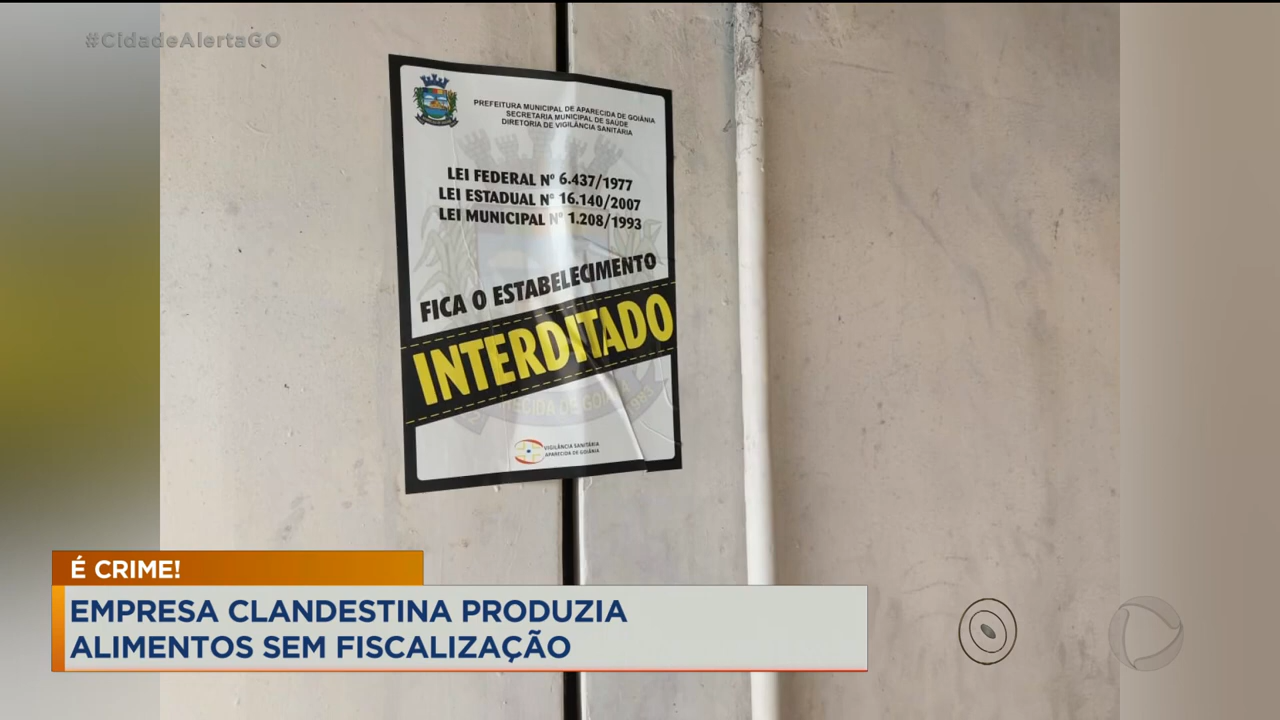 #CidadeAlertaGO
PREFEITURA MUNICIPAL DE APARECIDA DE GOIÂNIA
SECRETARIA MUNICIPAL DE SAÚDE
DIRETORIA DE VIGILÂNCIA SANITÁRIA
LEI FEDERAL Nº 6.437/1977
LEI ESTADUAL Nº 16.140/2007
LEI MUNICIPAL Nº 1.208/1993
FICA O ESTABELECIMENTO
INTERDITADO
VIGILÂNCIA SANITÁRIA
APARECIDA DE GOIÂNIA
É CRIME!
EMPRESA CLANDESTINA PRODUZIA
ALIMENTOS SEM FISCALIZAÇÃO